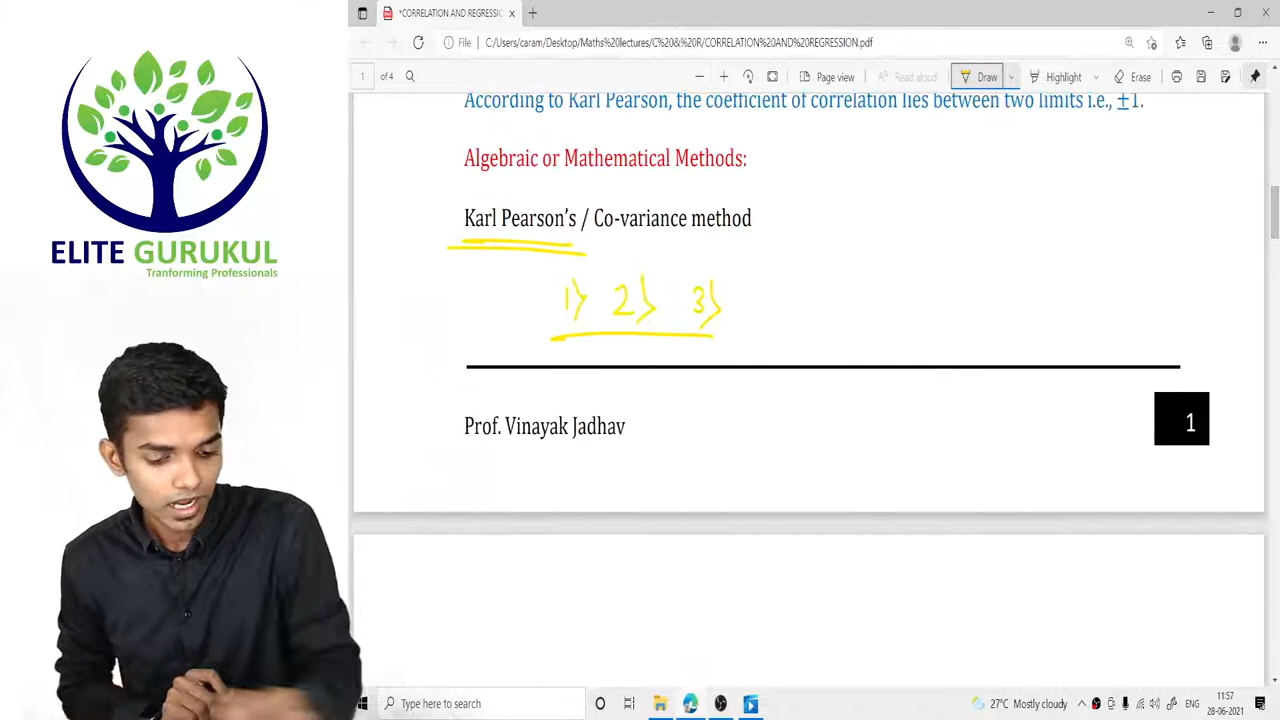 *CORRELATION AND REGRESSIO
File
C:/Users/caram/Desktop/Maths%20lectures/C%20&%20R/CORRELATION%20AND%20REGRESSION.pdf
1 of 4
Page view
Read aloud
Draw
Highlight
Erase
According to Karl Pearson, the coefficient of correlation lies between two limits i.e., ±1.
Algebraic or Mathematical Methods:
Karl Pearson's / Co-variance method
1) 2) 3)
Prof. Vinayak Jadhav
1
ELITE GURUKUL
Tranforming Professionals
Type here to search
27°C Mostly cloudy
ENG
11:57
28-06-2021